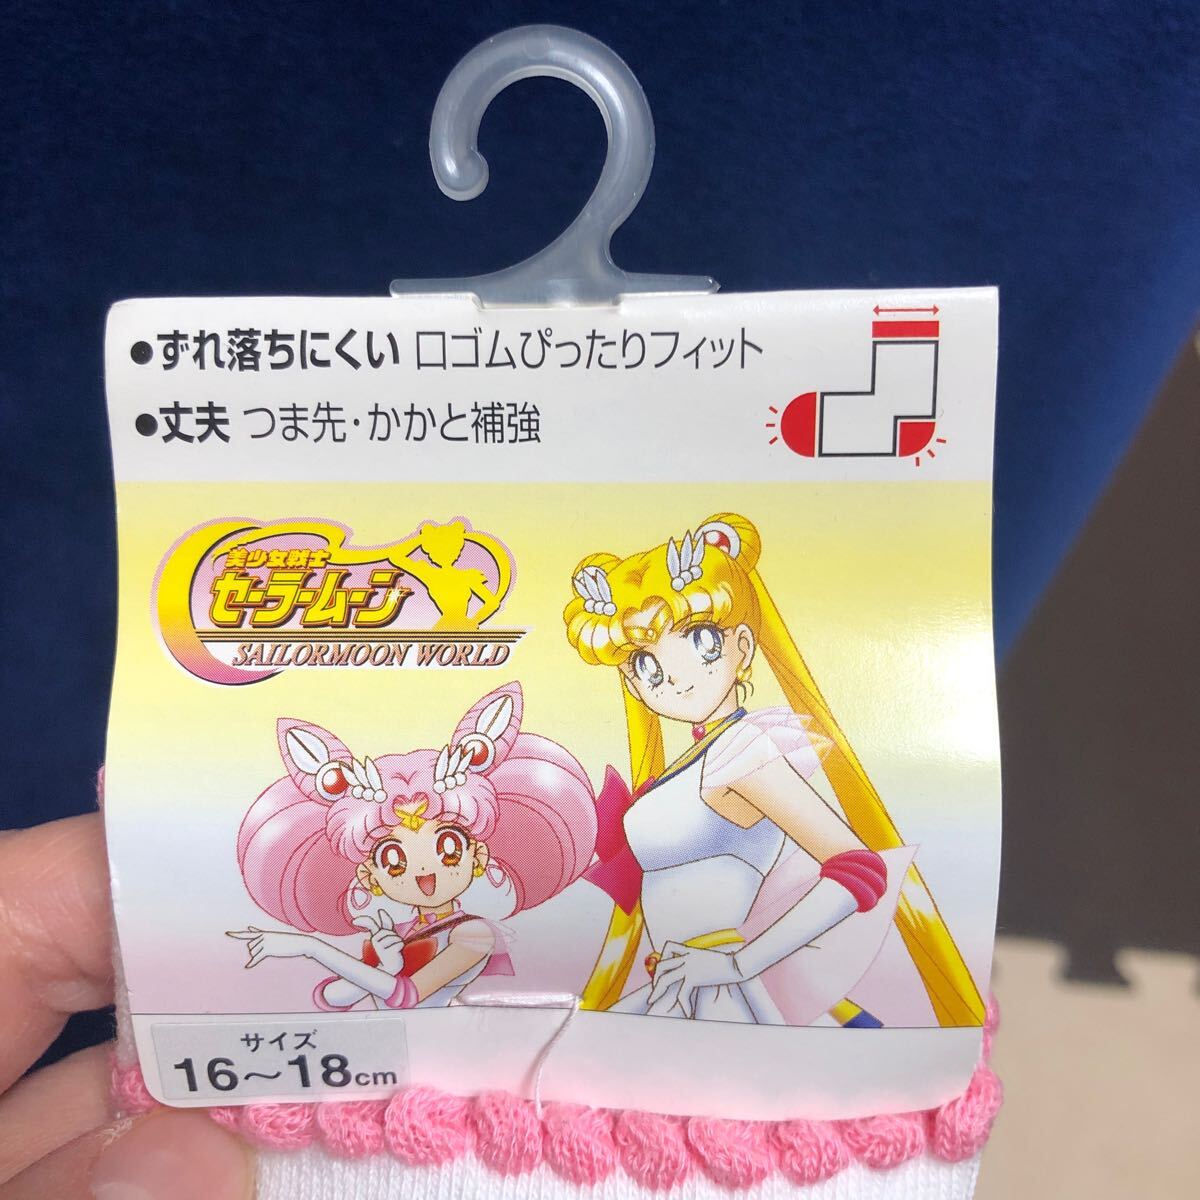 ●ずれ落ちにくい 口ゴムぴったりフィット
●丈夫 つま先・かかと補強
美少女戦士
セーラームーン
SAILORMOON WORLD
サイズ
16～18cm